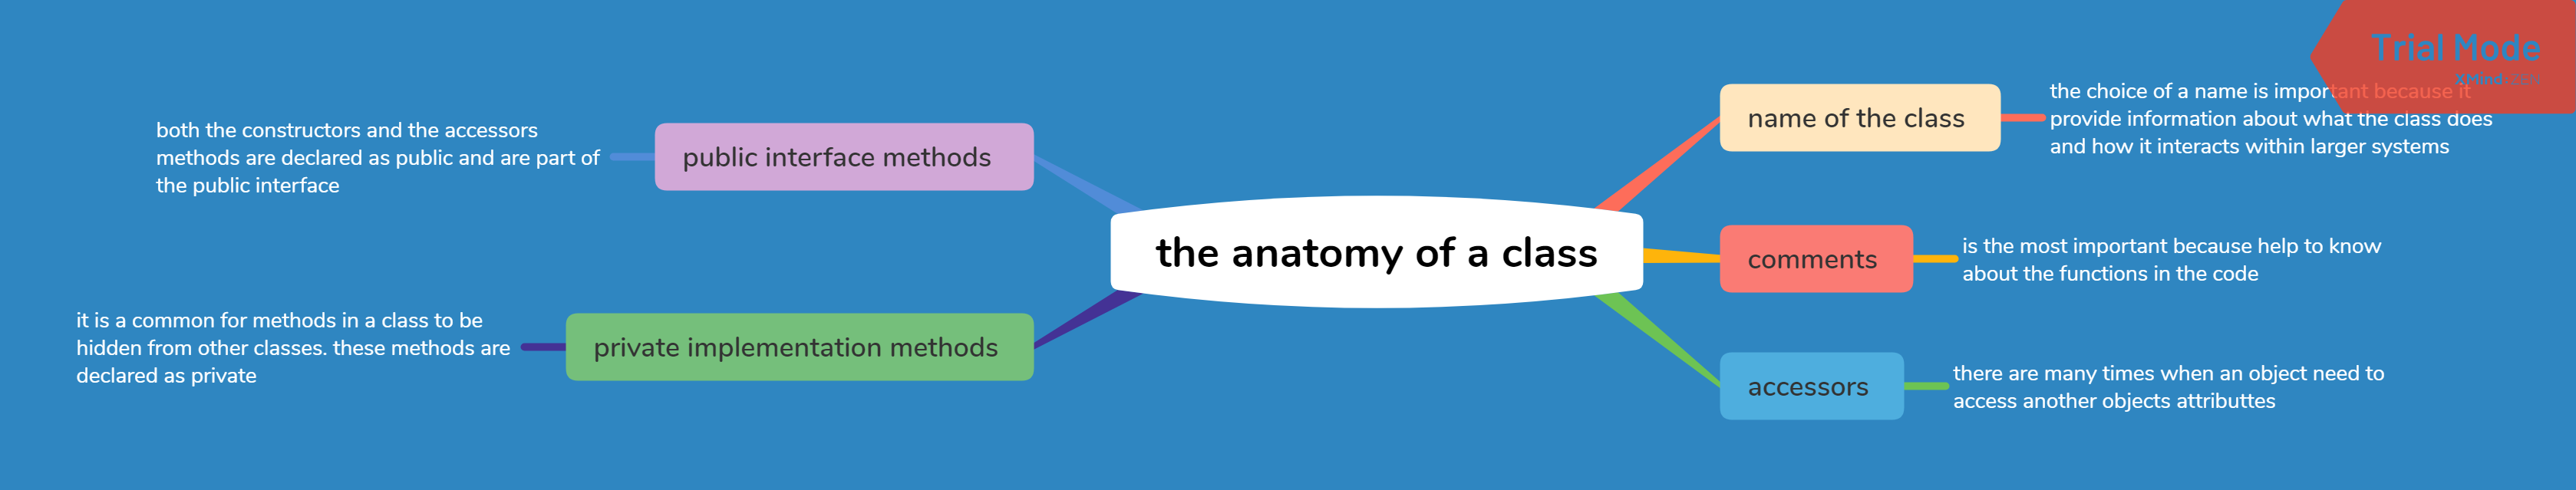 the anatomy of a class
name of the class
the choice of a name is important because it
provide information about what the class does
and how it interacts within larger systems
comments
is the most important because help to know
about the functions in the code
accessors
there are many times when an object need to
access another objects attributtes
public interface methods
both the constructors and the accessors
methods are declared as public and are part of
the public interface
private implementation methods
it is a common for methods in a class to be
hidden from other classes. these methods are
declared as private
Trial Mode
XMind: ZEN